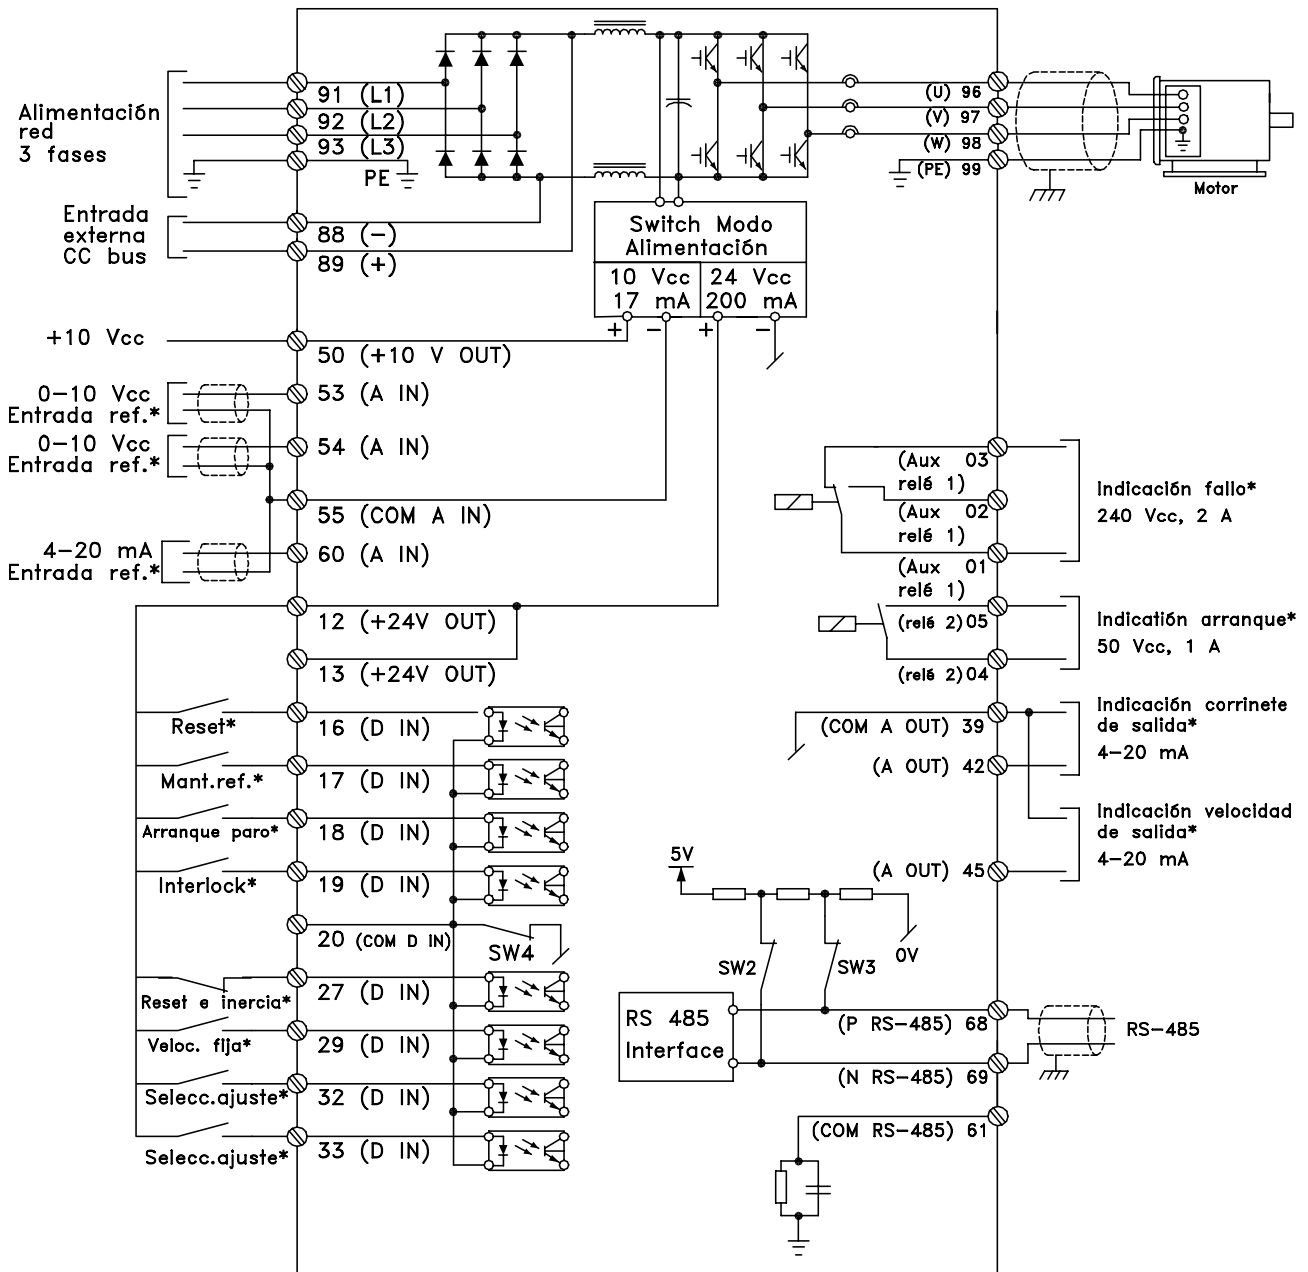 Alimentación
red
3 fases
91 (L1)
92 (L2)
93 (L3)
PE
Entrada
externa
CC bus
88 (−)
89 (+)
Switch Modo
Alimentación
10 Vcc
17 mA
24 Vcc
200 mA
+
−
+
−
(U) 96
(V) 97
(W) 98
(PE) 99
Motor
+10 Vcc
50 (+10 V OUT)
0−10 Vcc
Entrada ref.*
53 (A IN)
0−10 Vcc
Entrada ref.*
54 (A IN)
55 (COM A IN)
4−20 mA
Entrada ref.*
60 (A IN)
12 (+24V OUT)
13 (+24V OUT)
Reset*
16 (D IN)
Mant.ref.*
17 (D IN)
Arranque paro*
18 (D IN)
Interlock*
19 (D IN)
20 (COM D IN)
SW4
Reset e inercia*
27 (D IN)
Veloc. fija*
29 (D IN)
Selecc.ajuste*
32 (D IN)
Selecc.ajuste*
33 (D IN)
(Aux 03
relé 1)
(Aux 02
relé 1)
(Aux 01
relé 1)
Indicación fallo*
240 Vcc, 2 A
(relé 2) 05
(relé 2) 04
Indicatión arranque*
50 Vcc, 1 A
(COM A OUT) 39
(A OUT) 42
Indicación corrinete
de salida*
4−20 mA
(A OUT) 45
Indicación velocidad
de salida*
4−20 mA
5V
0V
SW2
SW3
RS 485
Interface
(P RS−485) 68
(N RS−485) 69
RS−485
(COM RS−485) 61